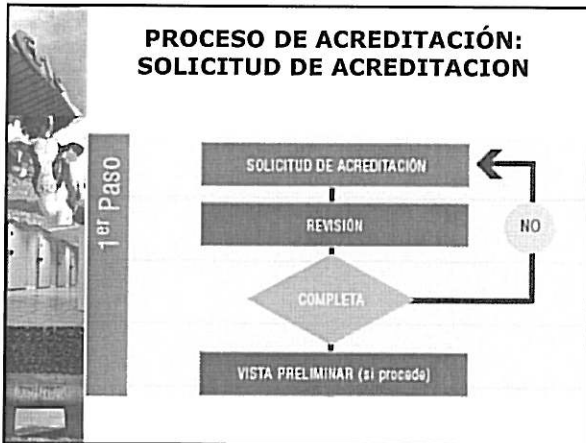 PROCESO DE ACREDITACIÓN:
SOLICITUD DE ACREDITACION
1er Paso
SOLICITUD DE ACREDITACIÓN
REVISIÓN
NO
COMPLETA
VISTA PRELIMINAR (si procede)